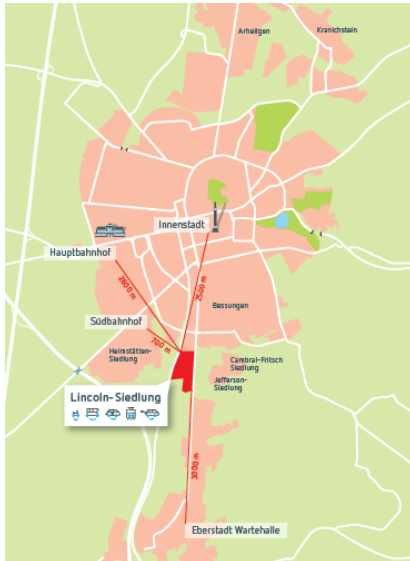 Arheilgen
Kranichstein
Innenstadt
Hauptbahnhof
2600 m
2500 m
Bessungen
Südbahnhof
700 m
Heimstätten-
Siedlung
Cambrai-Fritsch
Siedlung
Jefferson-
Siedlung
Lincoln-Siedlung
3000 m
Eberstadt Wartehalle